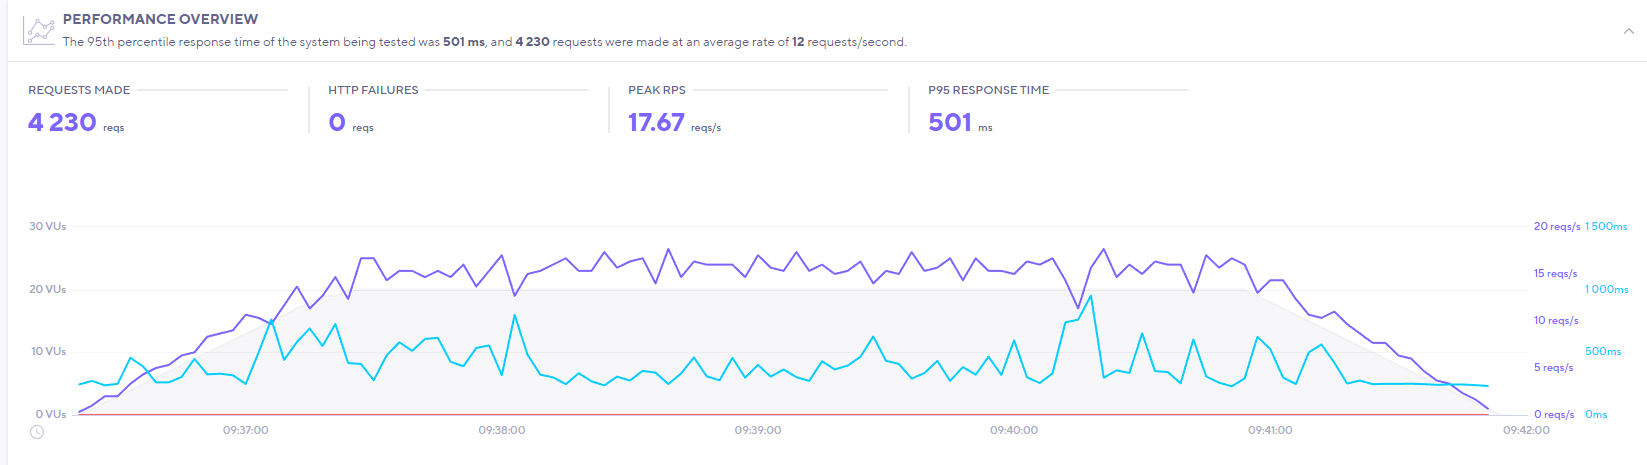 PERFORMANCE OVERVIEW
The 95th percentile response time of the system being tested was 501 ms, and 4 230 requests were made at an average rate of 12 requests/second.
REQUESTS MADE
4 230 reqs
HTTP FAILURES
0 reqs
PEAK RPS
17.67 reqs/s
P95 RESPONSE TIME
501 ms
30 VUs
20 VUs
10 VUs
0 VUs
20 reqs/s 1 500ms
15 reqs/s
1 000ms
10 reqs/s
500ms
5 reqs/s
0 reqs/s 0ms
09:37:00 09:38:00 09:39:00 09:40:00 09:41:00 09:42:00